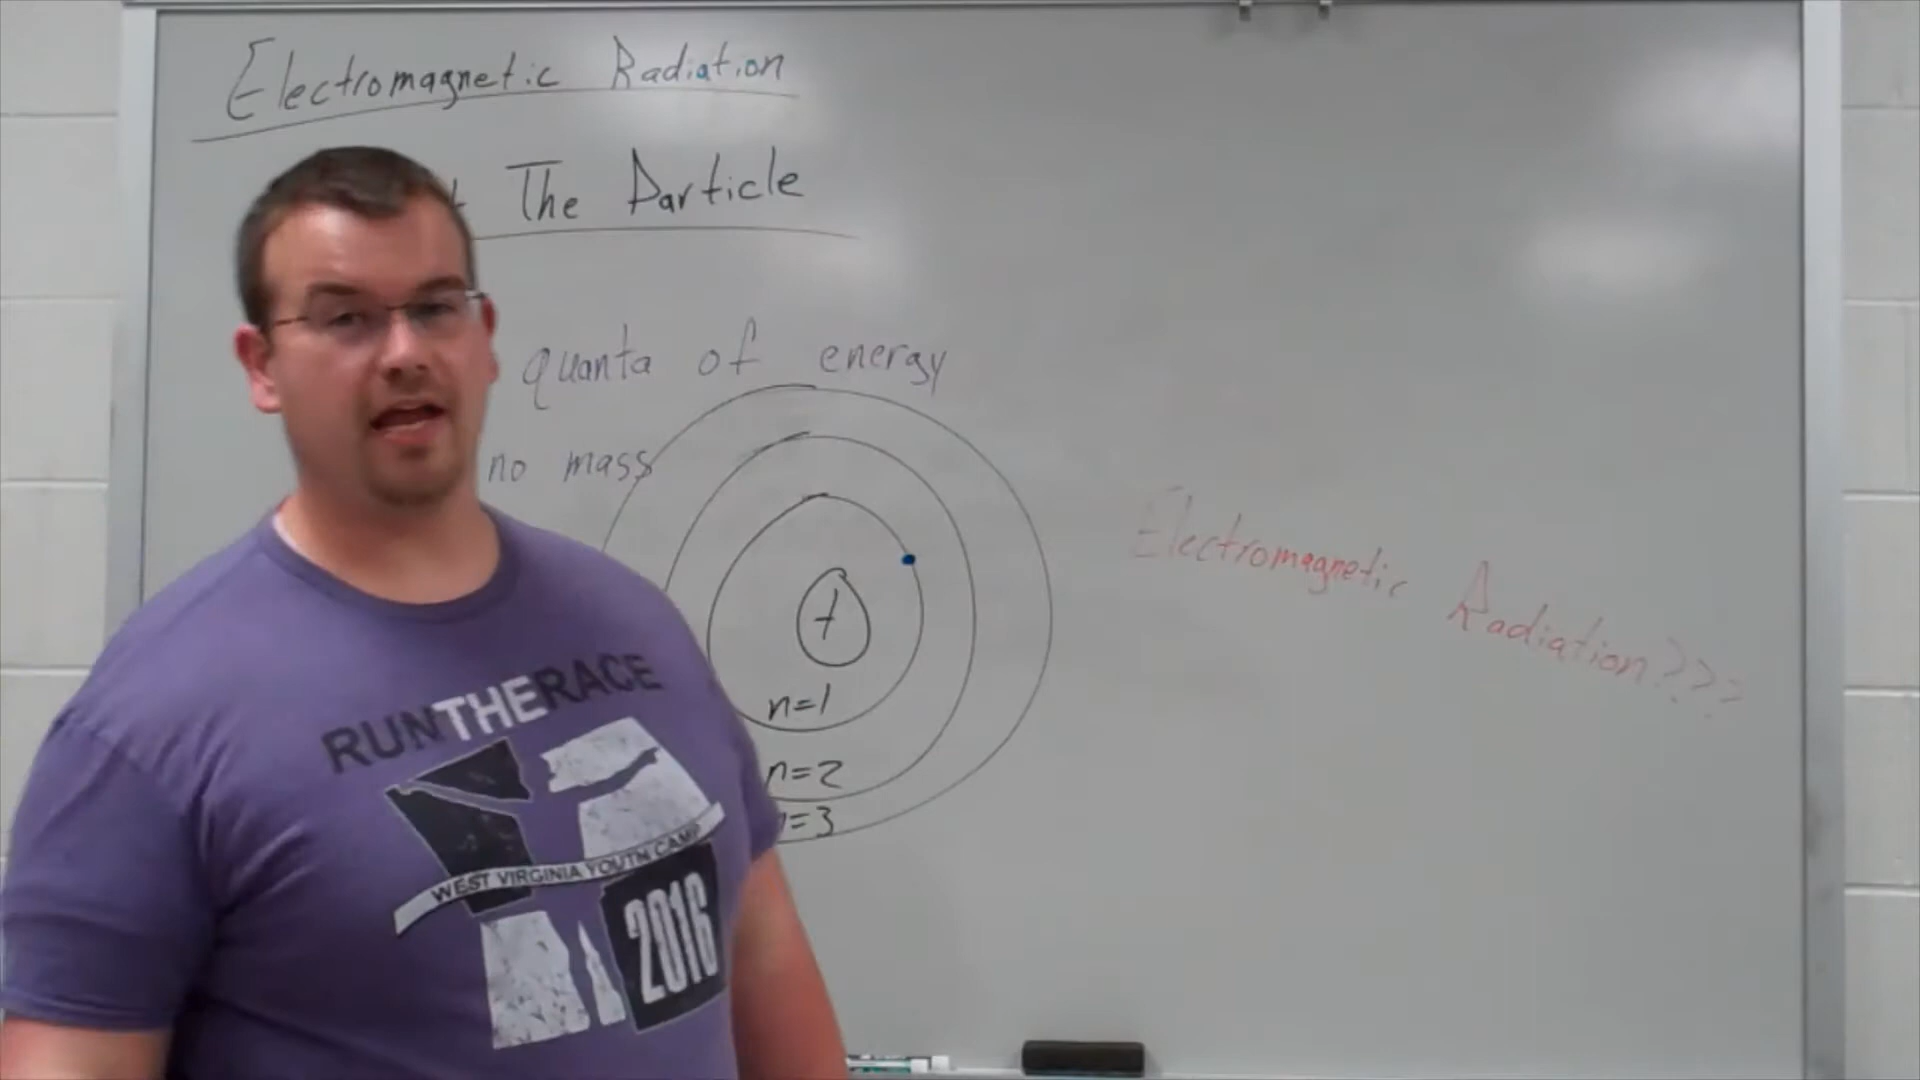 Electromagnetic Radiation
The Particle
quanta of energy
no mass
+
n=1
n=2
=3
Electromagnetic Radiation???
RUNTHERACE
WEST VIRGINIA YOUTH CAMP
2016